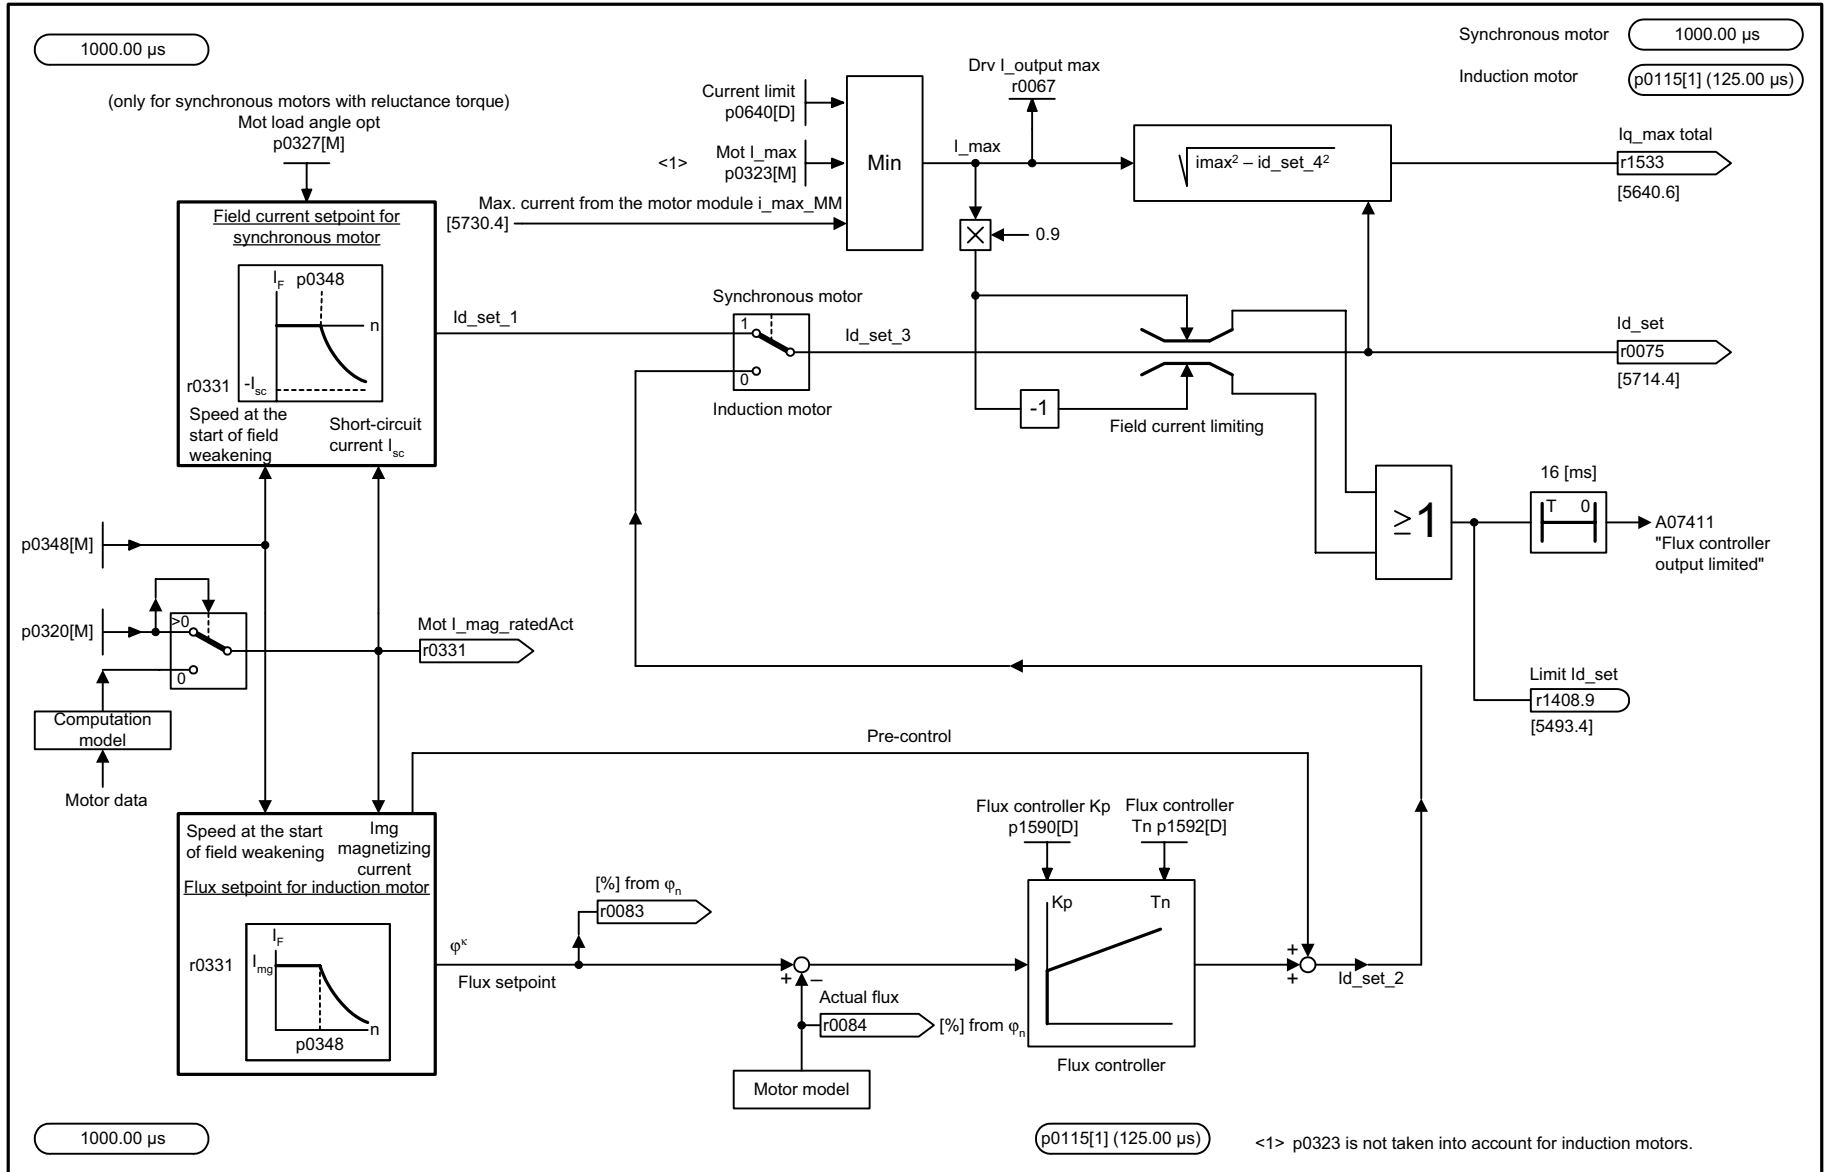 1000.00 µs
Synchronous motor
1000.00 µs
Induction motor
p0115[1] (125.00 µs)
(only for synchronous motors with reluctance torque)
Mot load angle opt
p0327[M]
Field current setpoint for
synchronous motor
I_F p0348
n
r0331
-I_sc
Speed at the
start of field
weakening
Short-circuit
current I_sc
Current limit
p0640[D]
<1>
Mot I_max
p0323[M]
Max. current from the motor module i_max_MM
[5730.4]
Min
Drv I_output max
r0067
I_max
0.9
√imax² – id_set_4²
Iq_max total
r1533
[5640.6]
Id_set_1
Synchronous motor
1
0
Induction motor
Id_set_3
-1
Field current limiting
Id_set
r0075
[5714.4]
≥1
16 [ms]
T 0
A07411
"Flux controller
output limited"
Limit Id_set
r1408.9
[5493.4]
p0348[M]
p0320[M]
>0
0
Mot I_mag_ratedAct
r0331
Computation
model
Motor data
Pre-control
Speed at the start
of field weakening
Img
magnetizing
current
Flux setpoint for induction motor
I_F
r0331
I_mg
n
p0348
φᴷ
Flux setpoint
[%] from φ_n
r0083
+
–
Actual flux
r0084
[%] from φ_n
Motor model
Flux controller Kp
p1590[D]
Flux controller
Tn p1592[D]
Kp
Tn
Flux controller
+
+
Id_set_2
1000.00 µs
p0115[1] (125.00 µs)
<1> p0323 is not taken into account for induction motors.